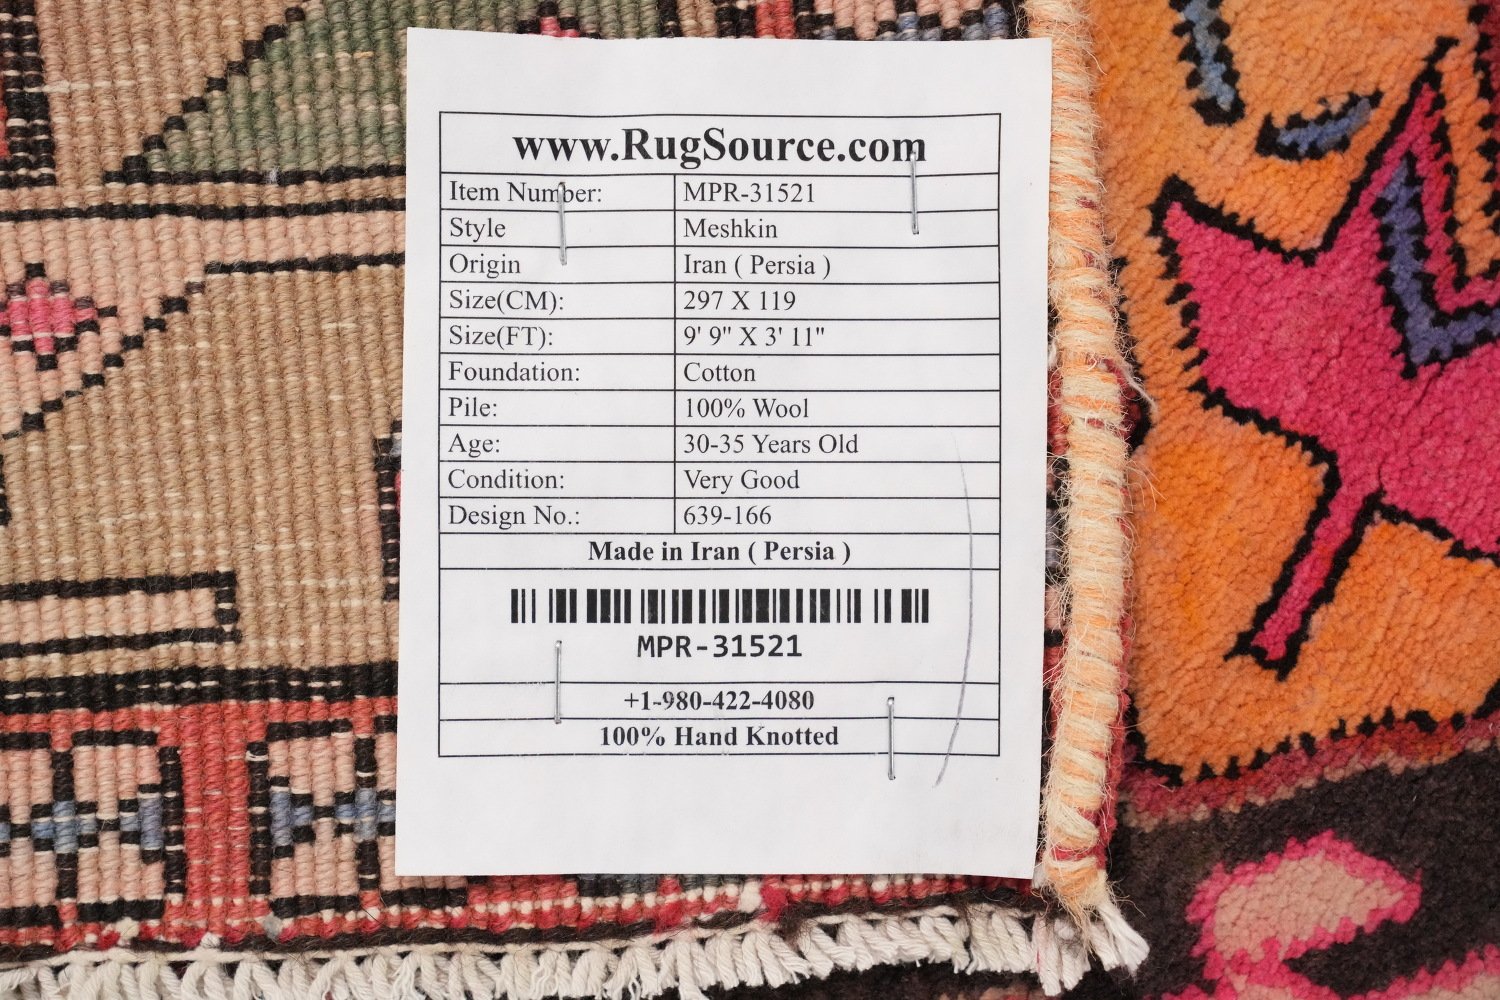 www.RugSource.com
Item Number: MPR-31521
Style Meshkin
Origin Iran ( Persia )
Size(CM): 297 X 119
Size(FT): 9' 9" X 3' 11"
Foundation: Cotton
Pile: 100% Wool
Age: 30-35 Years Old
Condition: Very Good
Design No.: 639-166
Made in Iran ( Persia )
MPR-31521
+1-980-422-4080
100% Hand Knotted